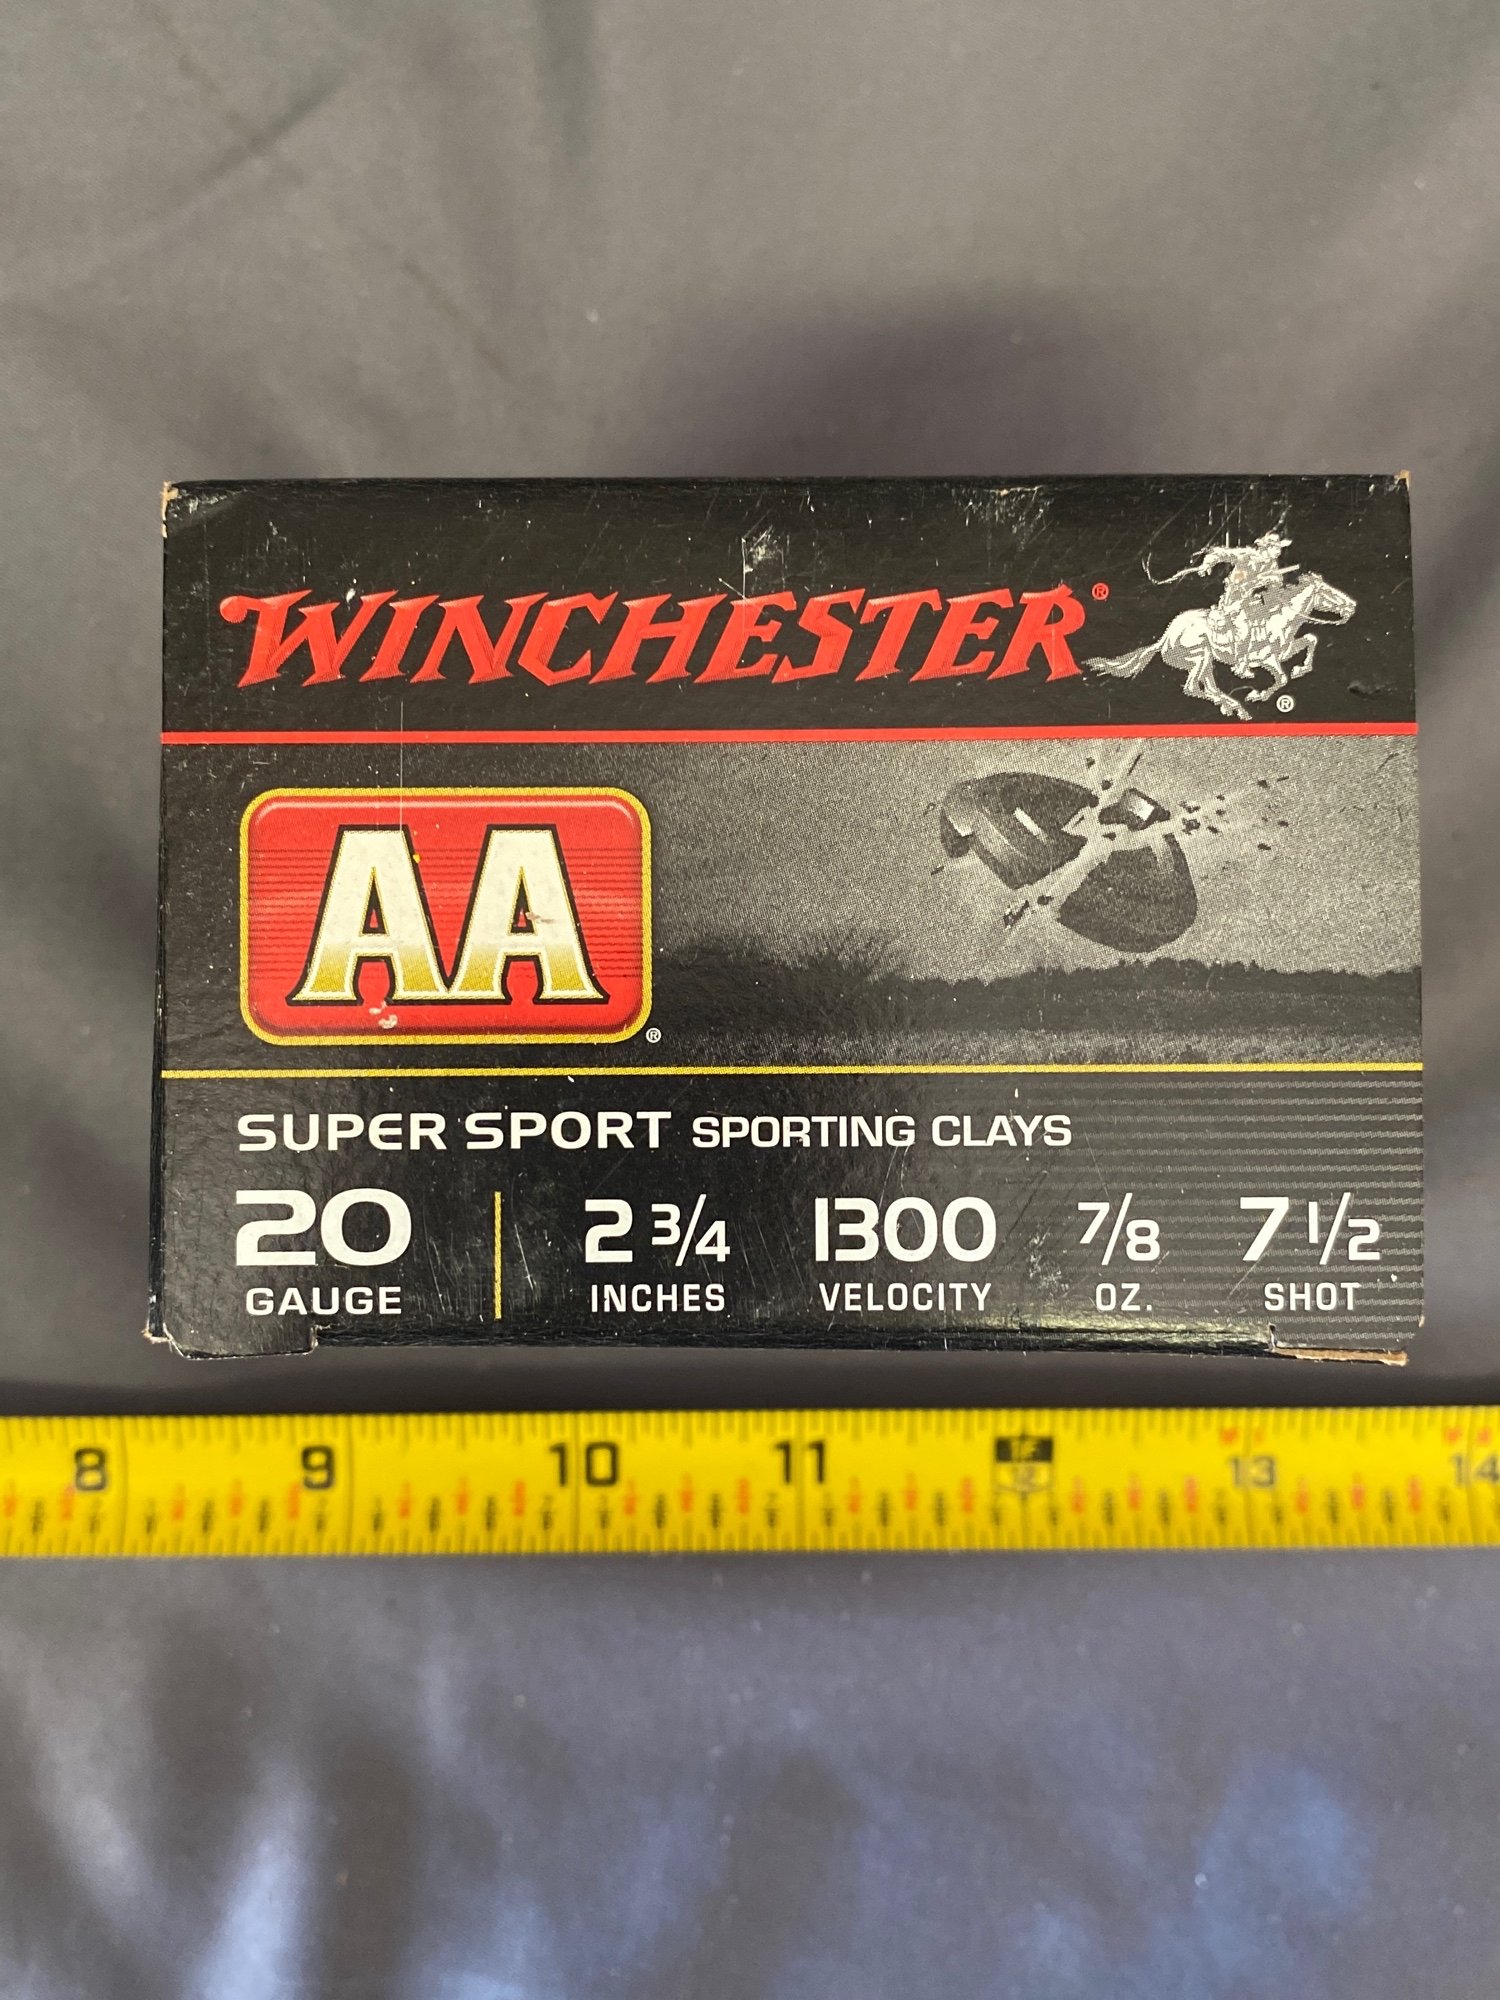 WINCHESTER®
®
AA®
SUPER SPORT SPORTING CLAYS
20 2 3/4 1300 7/8 7 1/2
GAUGE INCHES VELOCITY OZ. SHOT
8 9 10 11 1F 13 14
12